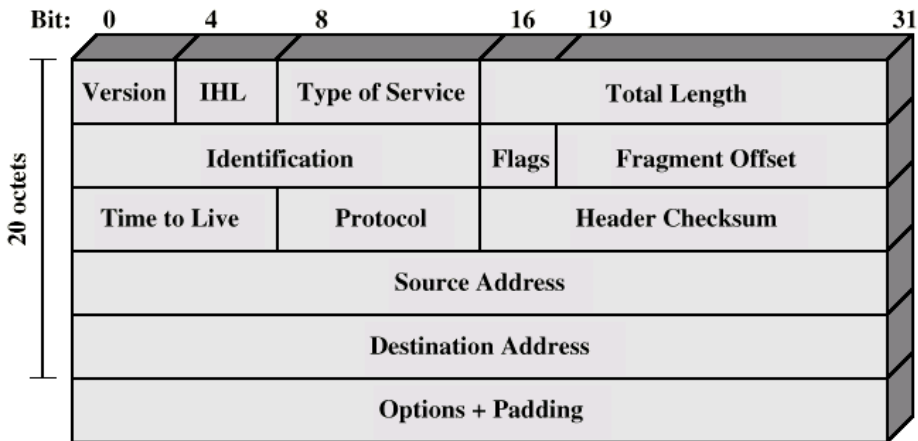 Bit: 0 4 8 16 19 31
Version IHL Type of Service Total Length
Identification Flags Fragment Offset
Time to Live Protocol Header Checksum
Source Address
Destination Address
Options + Padding
20 octets